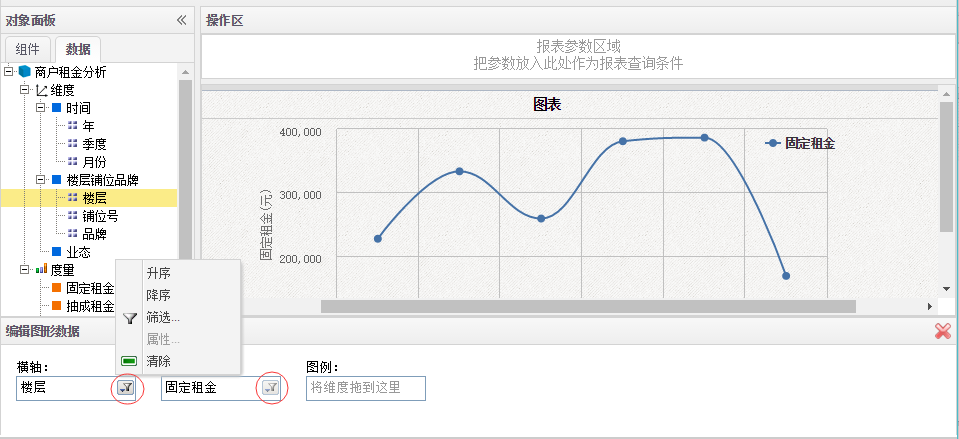 对象面板
操作区
组件
数据
报表参数区域
把参数放入此处作为报表查询条件
商户租金分析
维度
时间
年
季度
月份
楼层铺位品牌
楼层
铺位号
品牌
业态
度量
固定租金
抽成租金
图表
400,000
300,000
200,000
固定租金(元)
固定租金
升序
降序
筛选...
属性...
清除
编辑图形数据
横轴:
图例:
楼层
固定租金
将维度拖到这里